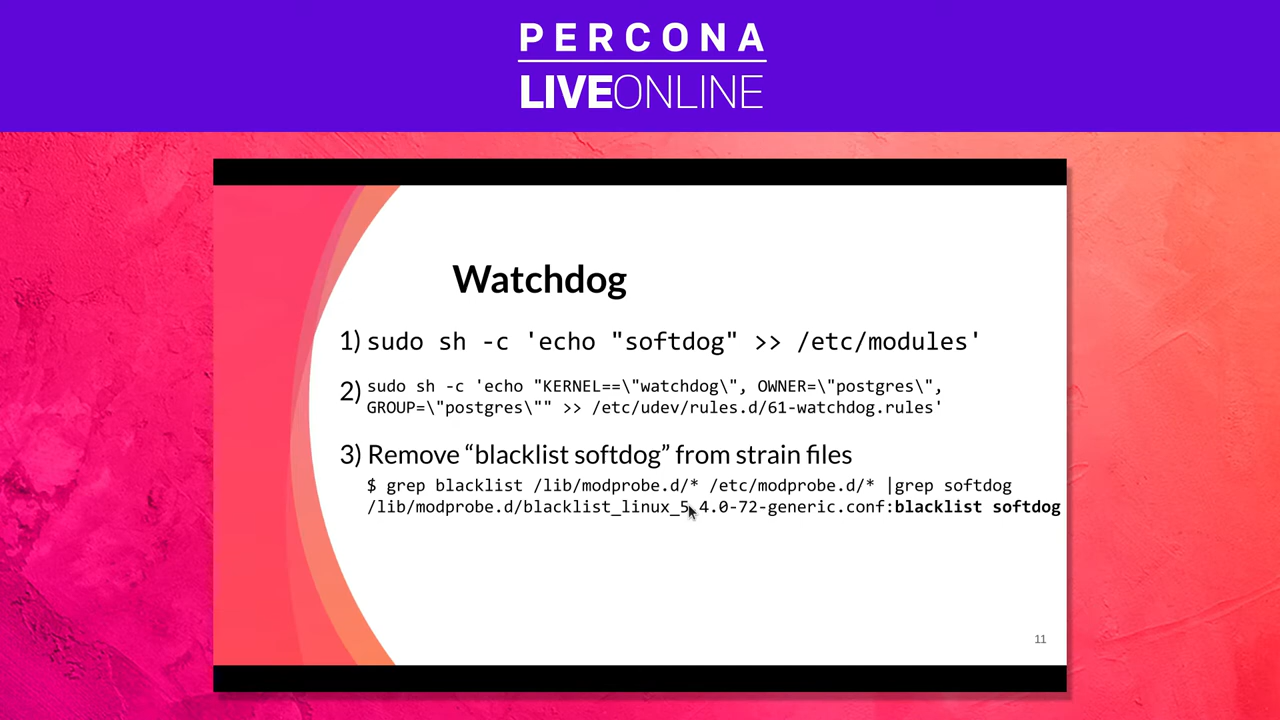 PERCONA
LIVEONLINE
Watchdog
1) sudo sh -c 'echo "softdog" >> /etc/modules'
2) sudo sh -c 'echo "KERNEL==\"watchdog\", OWNER=\"postgres\",
GROUP=\"postgres\"" >> /etc/udev/rules.d/61-watchdog.rules'
3) Remove “blacklist softdog” from strain files
$ grep blacklist /lib/modprobe.d/* /etc/modprobe.d/* |grep softdog
/lib/modprobe.d/blacklist_linux_5.4.0-72-generic.conf:blacklist softdog
11